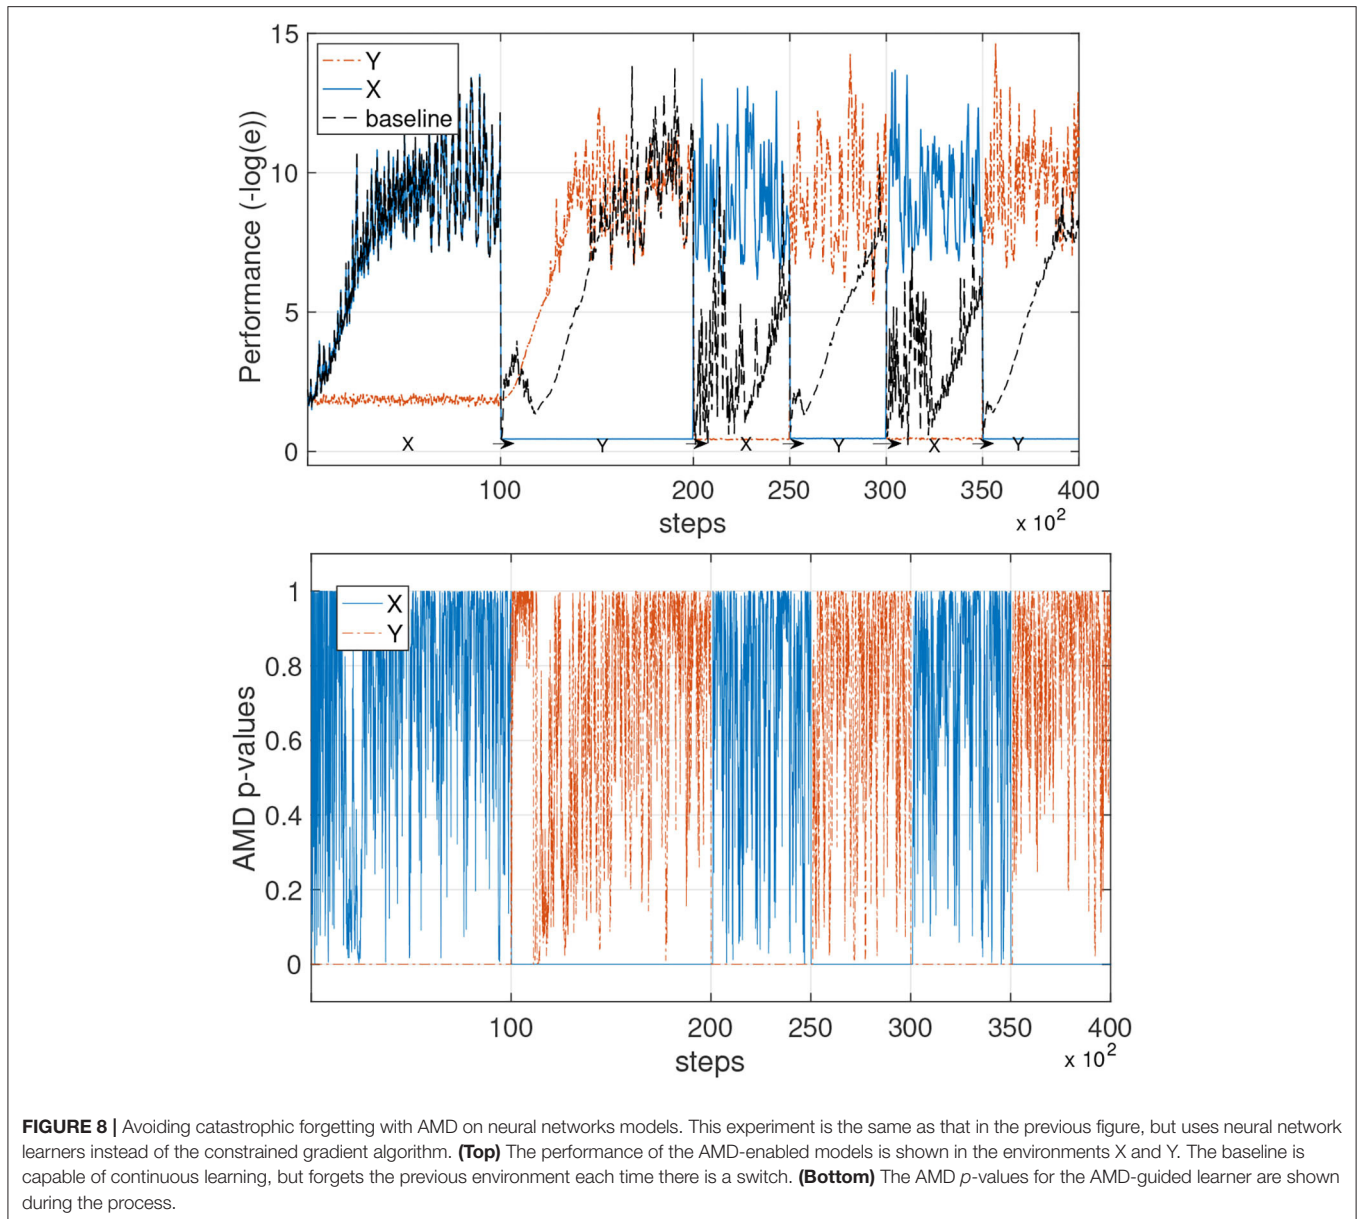 15
Y
X
baseline
10
5
0
Performance (-log(e))
X
Y
X
Y
X
Y
100
200
250
300
350
400
steps
x 10²
1
X
Y
0.8
0.6
0.4
0.2
0
AMD p-values
100
200
250
300
350
400
steps
x 10²
FIGURE 8 | Avoiding catastrophic forgetting with AMD on neural networks models. This experiment is the same as that in the previous figure, but uses neural network
learners instead of the constrained gradient algorithm. (Top) The performance of the AMD-enabled models is shown in the environments X and Y. The baseline is
capable of continuous learning, but forgets the previous environment each time there is a switch. (Bottom) The AMD p-values for the AMD-guided learner are shown
during the process.